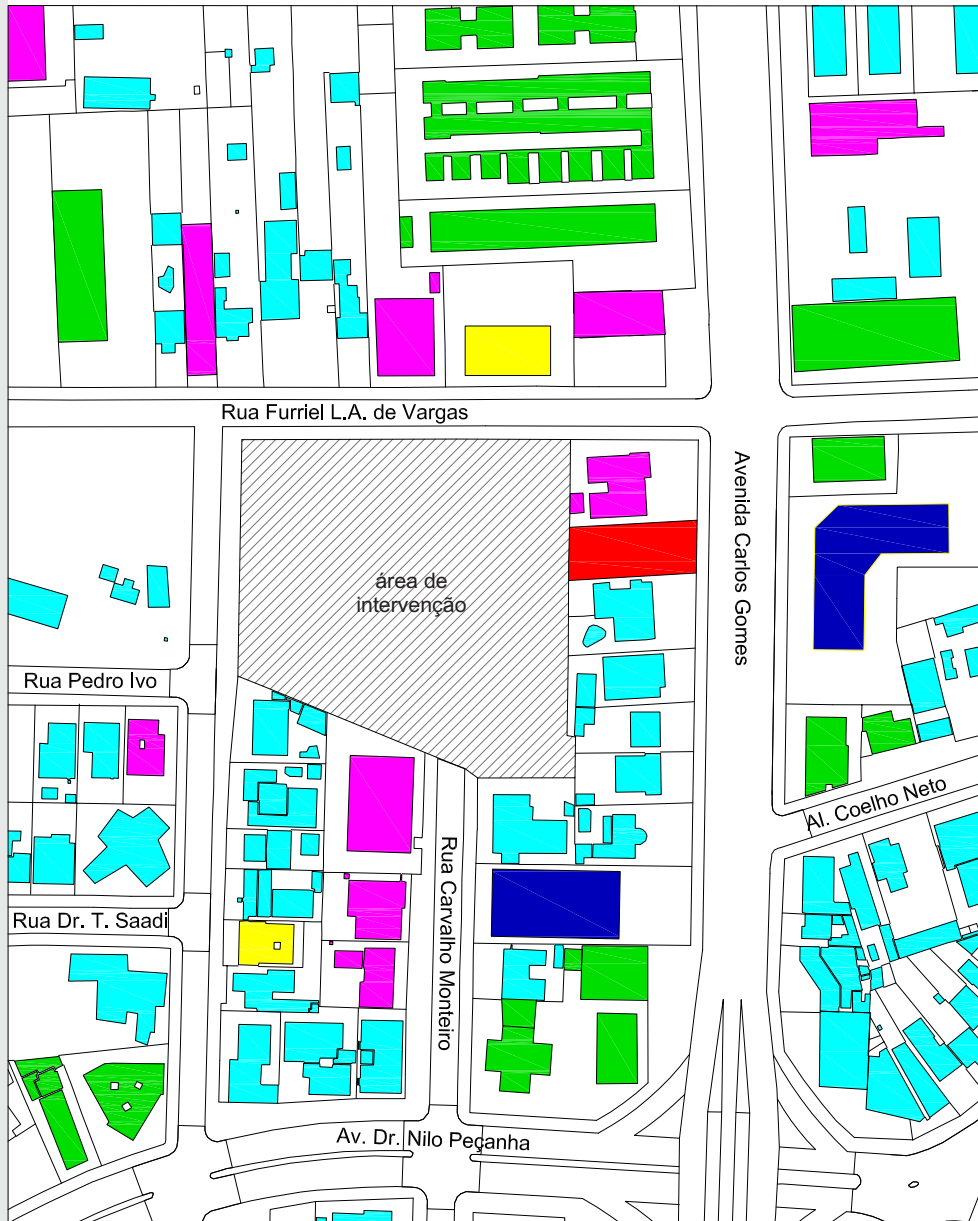 Rua Furriel L.A. de Vargas
Avenida Carlos Gomes
área de
intervenção
Rua Pedro Ivo
Al. Coelho Neto
Rua Carvalho Monteiro
Rua Dr. T. Saadi
Av. Dr. Nilo Peçanha